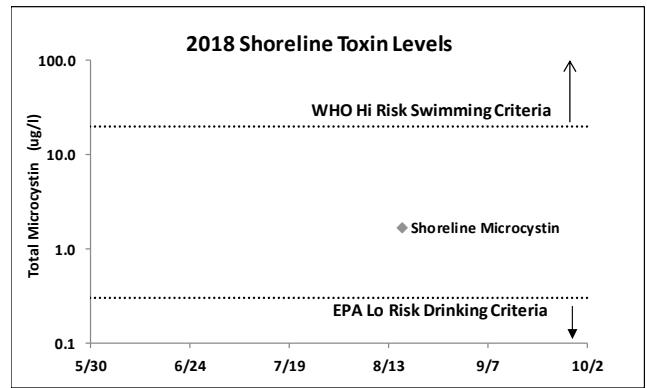 2018 Shoreline Toxin Levels
Total Microcystin (ug/l)
100.0
WHO Hi Risk Swimming Criteria
10.0
Shoreline Microcystin
1.0
EPA Lo Risk Drinking Criteria
0.1
5/30 6/24 7/19 8/13 9/7 10/2